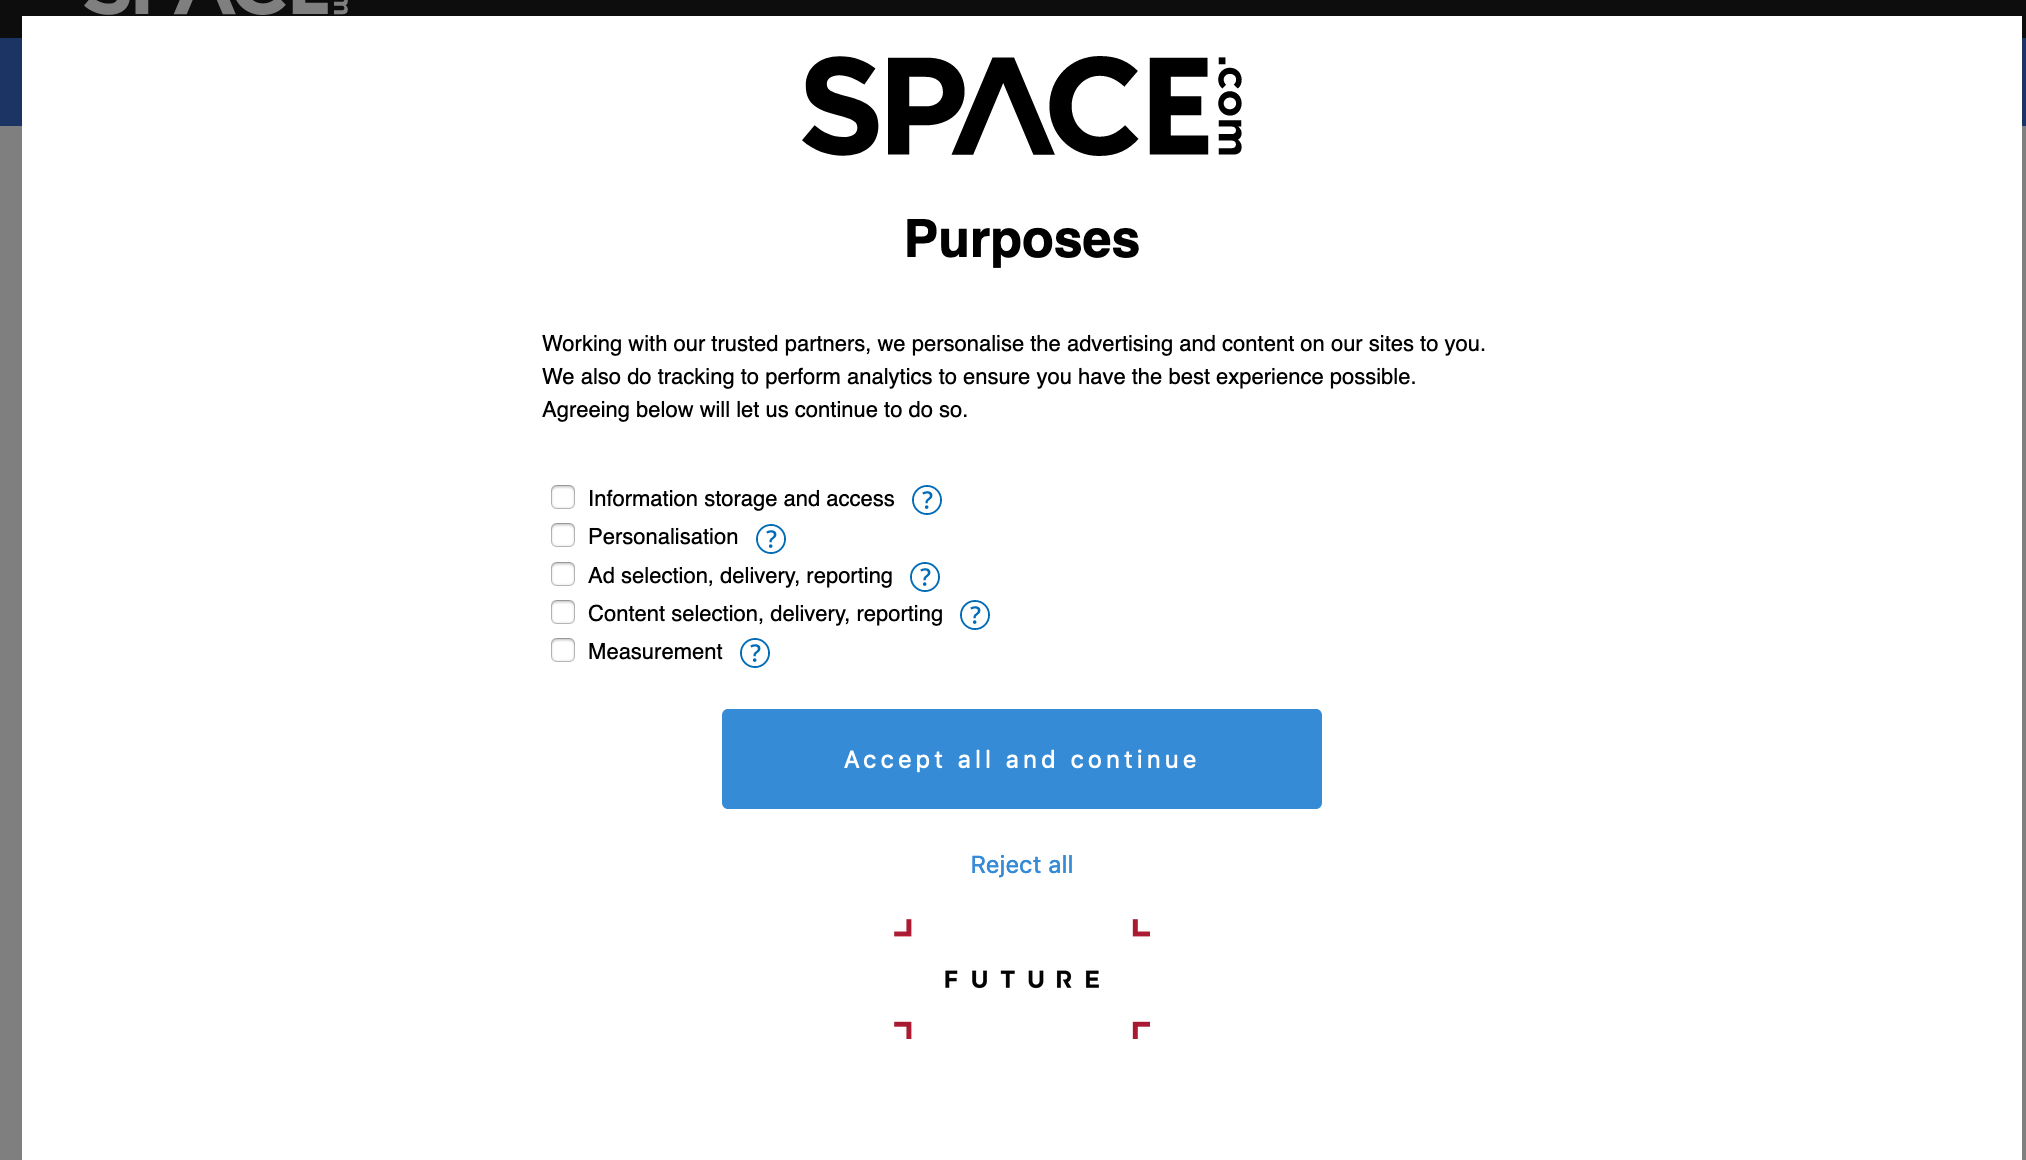 SPACE.com
Purposes
Working with our trusted partners, we personalise the advertising and content on our sites to you.
We also do tracking to perform analytics to ensure you have the best experience possible.
Agreeing below will let us continue to do so.
Information storage and access ?
Personalisation ?
Ad selection, delivery, reporting ?
Content selection, delivery, reporting ?
Measurement ?
Accept all and continue
Reject all
FUTURE